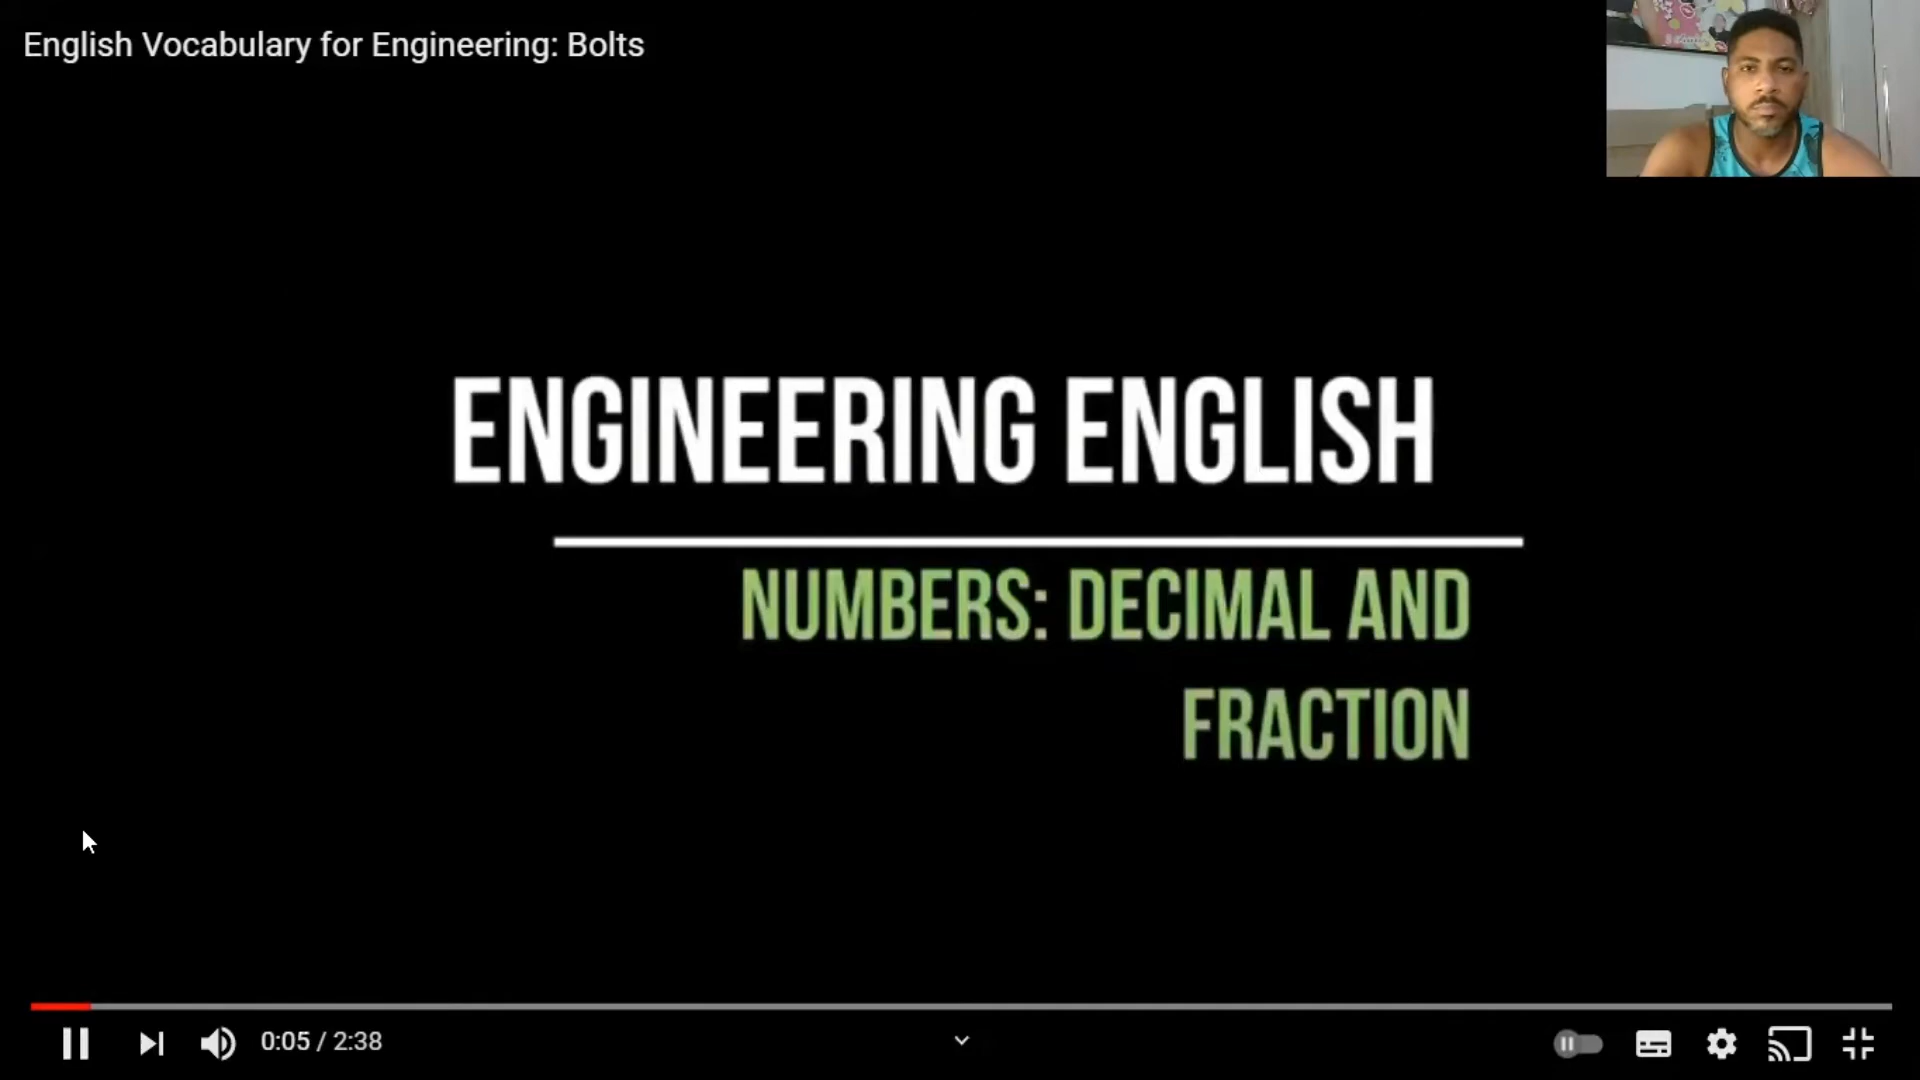 English Vocabulary for Engineering: Bolts
ENGINEERING ENGLISH
NUMBERS: DECIMAL AND
FRACTION
0:05 / 2:38